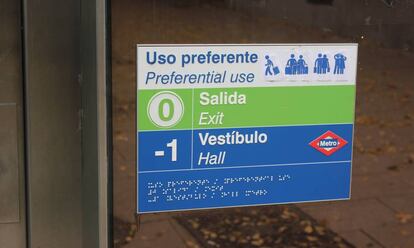 Uso preferente
Preferential use
0 Salida
Exit
-1 Vestíbulo
Hall
Metro